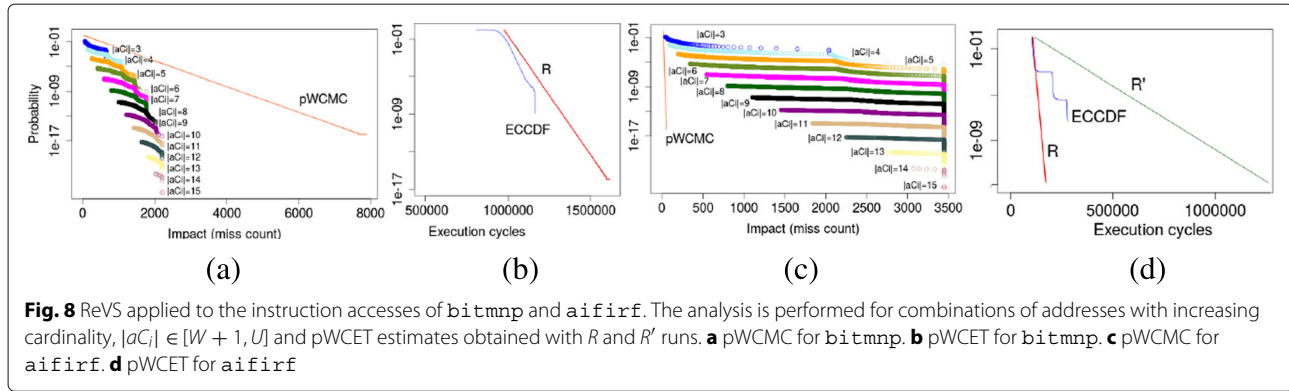 1e-01
1e-09
1e-17
Probability
|aCi|=3
|aCi|=4
|aCi|=5
|aCi|=6
|aCi|=7
|aCi|=8
|aCi|=9
|aCi|=10
|aCi|=11
|aCi|=12
|aCi|=13
|aCi|=14
|aCi|=15
pWCMC
0 2000 4000 6000 8000
Impact (miss count)
(a)
1e-01
1e-09
1e-17
R
ECCDF
500000 1000000 1500000
Execution cycles
(b)
1e-01
1e-09
1e-17
|aCi|=3
|aCi|=4
|aCi|=5
|aCi|=6
|aCi|=7
|aCi|=8
|aCi|=9
|aCi|=10
|aCi|=11
|aCi|=12
|aCi|=13
|aCi|=14
|aCi|=15
pWCMC
0 500 1000 1500 2000 2500 3000 3500
Impact (miss count)
(c)
1e-01
1e-09
R'
ECCDF
R
0 500000 1000000
Execution cycles
(d)
Fig. 8 ReVS applied to the instruction accesses of bitmnp and aifirf. The analysis is performed for combinations of addresses with increasing
cardinality, |aCᵢ| ∈ [W + 1, U] and pWCET estimates obtained with R and R′ runs. a pWCMC for bitmnp. b pWCET for bitmnp. c pWCMC for
aifirf. d pWCET for aifirf